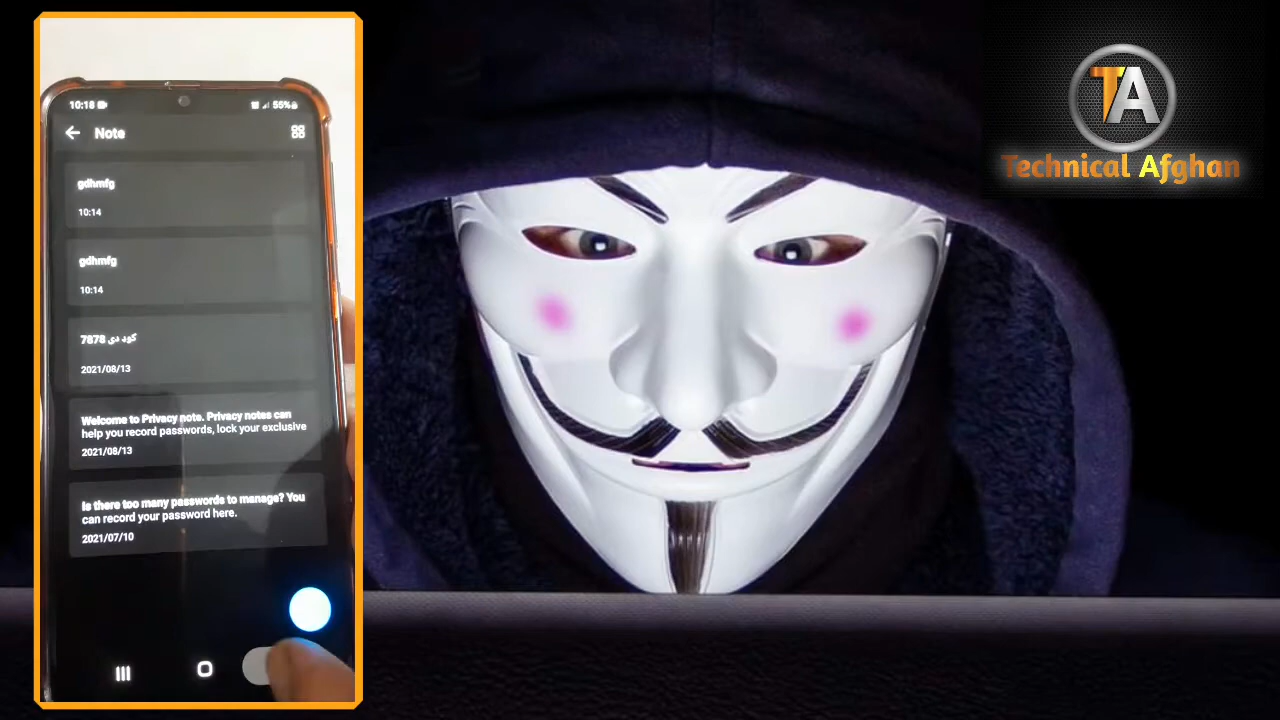 10:18
55%
Note
gdhmfg
10:14
gdhmfg
10:14
کود دی 7878
2021/08/13
Welcome to Privacy note. Privacy notes can
help you record passwords, lock your exclusive
2021/08/13
Is there too many passwords to manage? You
can record your password here.
2021/07/10
TA
Technical Afghan